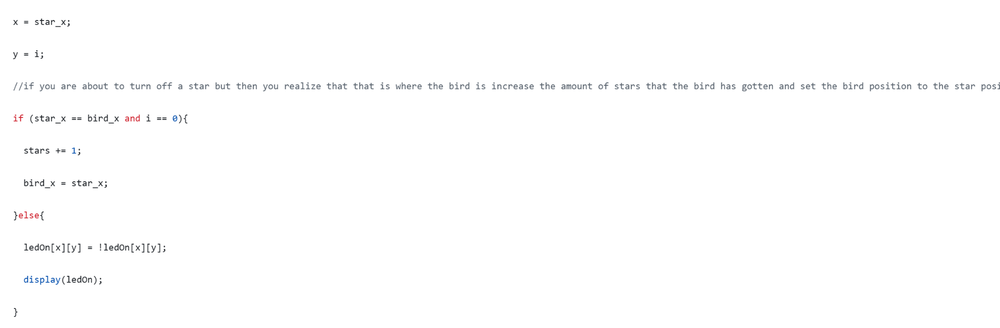 x = star_x;
y = i;
//if you are about to turn off a star but then you realize that that is where the bird is increase the amount of stars that the bird has gotten and set the bird position to the star
if (star_x == bird_x and i == 0){
stars += 1;
bird_x = star_x;
}else{
ledOn[x][y] = !ledOn[x][y];
display(ledOn);
}